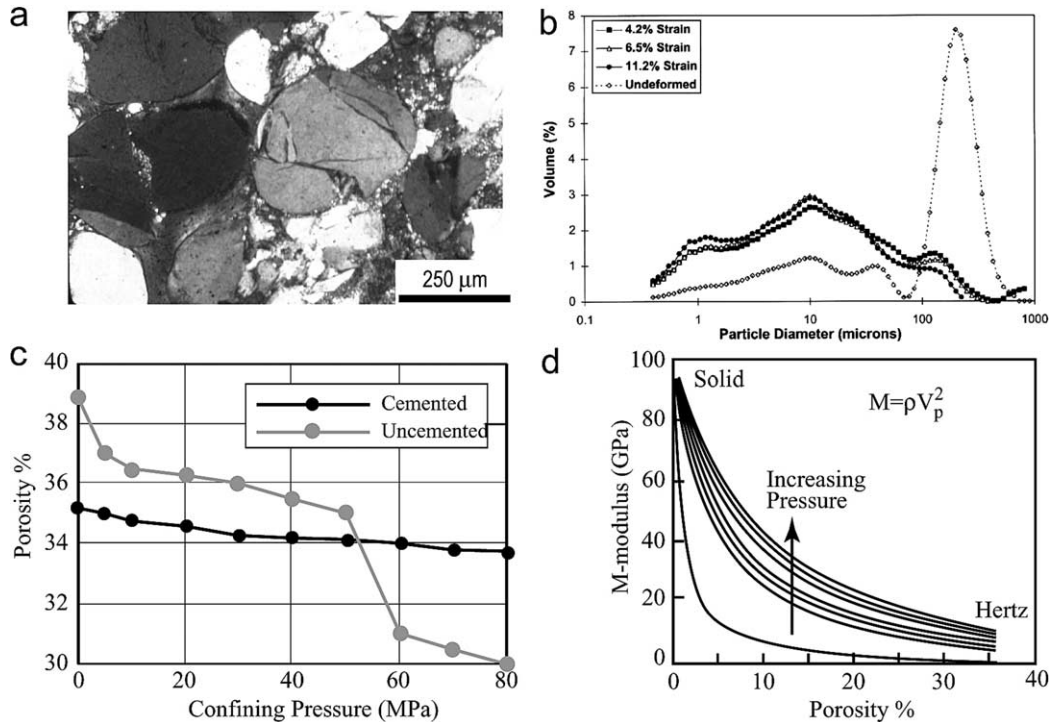 a
250 μm
b
4.2% Strain
6.5% Strain
11.2% Strain
Undeformed
8
7
6
5
4
3
2
1
0
Volume (%)
0.1 1 10 100 1000
Particle Diameter (microns)
c
40
38
36
34
32
30
Porosity %
Cemented
Uncemented
0 20 40 60 80
Confining Pressure (MPa)
d
100
80
60
40
20
0
M-modulus (GPa)
Solid
M=ρV_p^2
Increasing
Pressure
Hertz
0 10 20 30 40
Porosity %